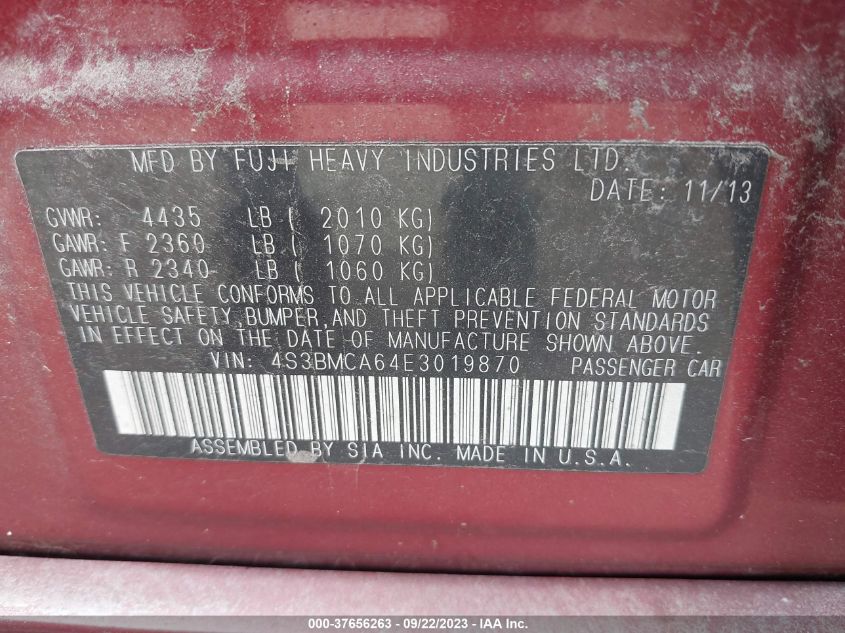 MFD BY FUJI HEAVY INDUSTRIES LTD.
DATE: 11/13
GVWR: 4435 LB ( 2010 KG)
GAWR: F 2360 LB ( 1070 KG)
GAWR: R 2340 LB ( 1060 KG)
THIS VEHICLE CONFORMS TO ALL APPLICABLE FEDERAL MOTOR
VEHICLE SAFETY,BUMPER,AND THEFT PREVENTION STANDARDS
IN EFFECT ON THE DATE OF MANUFACTURE SHOWN ABOVE.
VIN: 4S3BMCA64E3019870 PASSENGER CAR
ASSEMBLED BY SIA INC. MADE IN U.S.A.
000-37656263 - 09/22/2023 - IAA Inc.